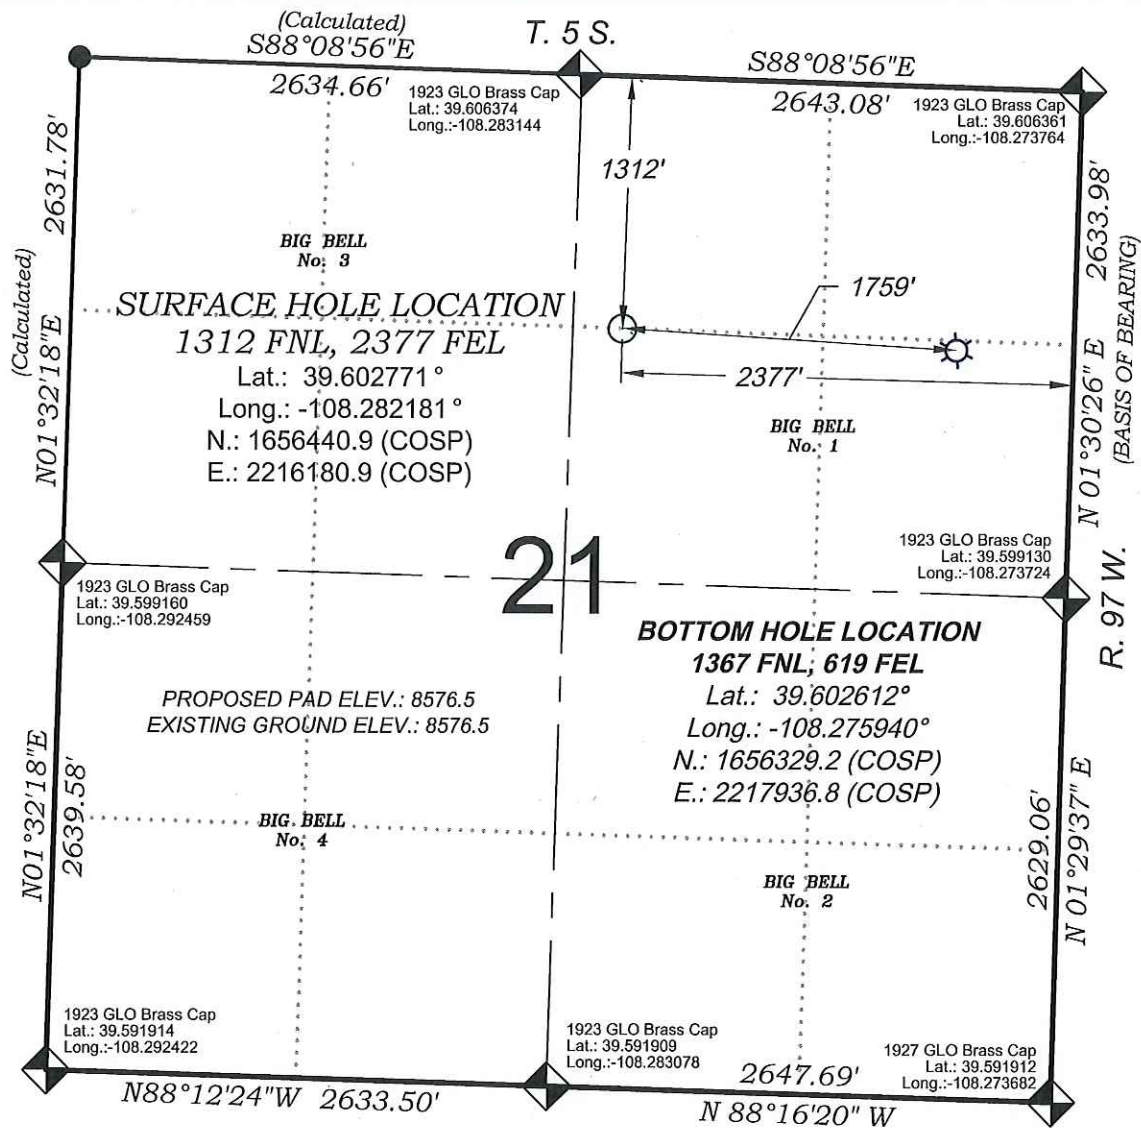 (Calculated)
S88°08'56"E
T. 5 S.
S88°08'56"E
2634.66'
1923 GLO Brass Cap
Lat.: 39.606374
Long.:-108.283144
2643.08'
1923 GLO Brass Cap
Lat.: 39.606361
Long.:-108.273764
2631.78'
1312'
2633.98'
(Calculated)
N01°32'18"E
BIG BELL
No. 3
1759'
SURFACE HOLE LOCATION
1312 FNL, 2377 FEL
Lat.: 39.602771°
Long.: -108.282181°
N.: 1656440.9 (COSP)
E.: 2216180.9 (COSP)
2377'
N 01°30'26" E
(BASIS OF BEARING)
BIG BELL
No. 1
21
1923 GLO Brass Cap
Lat.: 39.599130
Long.:-108.273724
1923 GLO Brass Cap
Lat.: 39.599160
Long.:-108.292459
R. 97 W.
BOTTOM HOLE LOCATION
1367 FNL, 619 FEL
Lat.: 39.602612°
Long.: -108.275940°
N.: 1656329.2 (COSP)
E.: 2217936.8 (COSP)
PROPOSED PAD ELEV.: 8576.5
EXISTING GROUND ELEV.: 8576.5
N01°32'18"E
2639.58'
BIG BELL
No. 4
BIG BELL
No. 2
2629.06'
N 01°29'37" E
1923 GLO Brass Cap
Lat.: 39.591914
Long.:-108.292422
1923 GLO Brass Cap
Lat.: 39.591909
Long.:-108.283078
1927 GLO Brass Cap
Lat.: 39.591912
Long.:-108.273682
N88°12'24"W 2633.50'
2647.69'
N 88°16'20" W